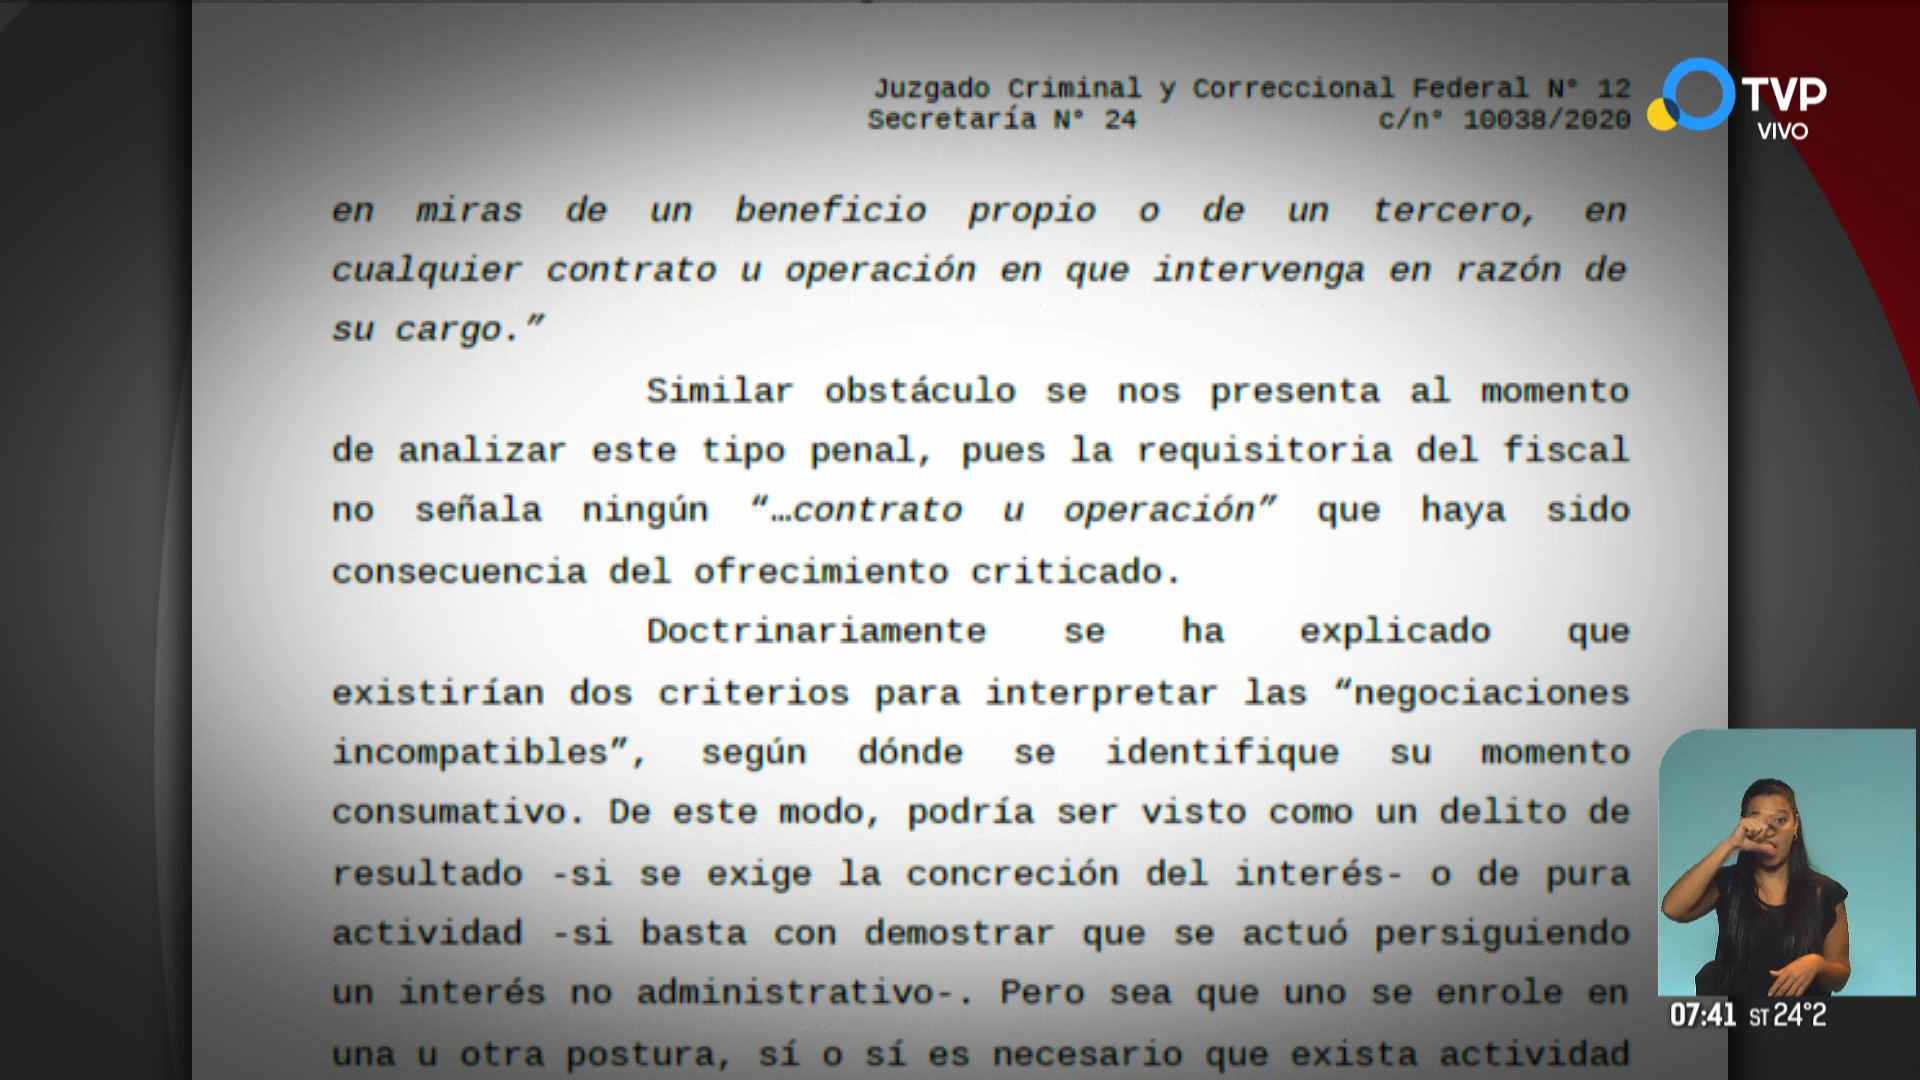 Juzgado Criminal y Correccional Federal N° 12
Secretaría N° 24 c/n° 10038/2020
TVP
VIVO
en miras de un beneficio propio o de un tercero, en
cualquier contrato u operación en que intervenga en razón de
su cargo.”
Similar obstáculo se nos presenta al momento
de analizar este tipo penal, pues la requisitoria del fiscal
no señala ningún “…contrato u operación” que haya sido
consecuencia del ofrecimiento criticado.
Doctrinariamente se ha explicado que
existirían dos criterios para interpretar las “negociaciones
incompatibles”, según dónde se identifique su momento
consumativo. De este modo, podría ser visto como un delito de
resultado -si se exige la concreción del interés- o de pura
actividad -si basta con demostrar que se actuó persiguiendo
un interés no administrativo-. Pero sea que uno se enrole en
una u otra postura, sí o sí es necesario que exista actividad
07:41 ST 24°2